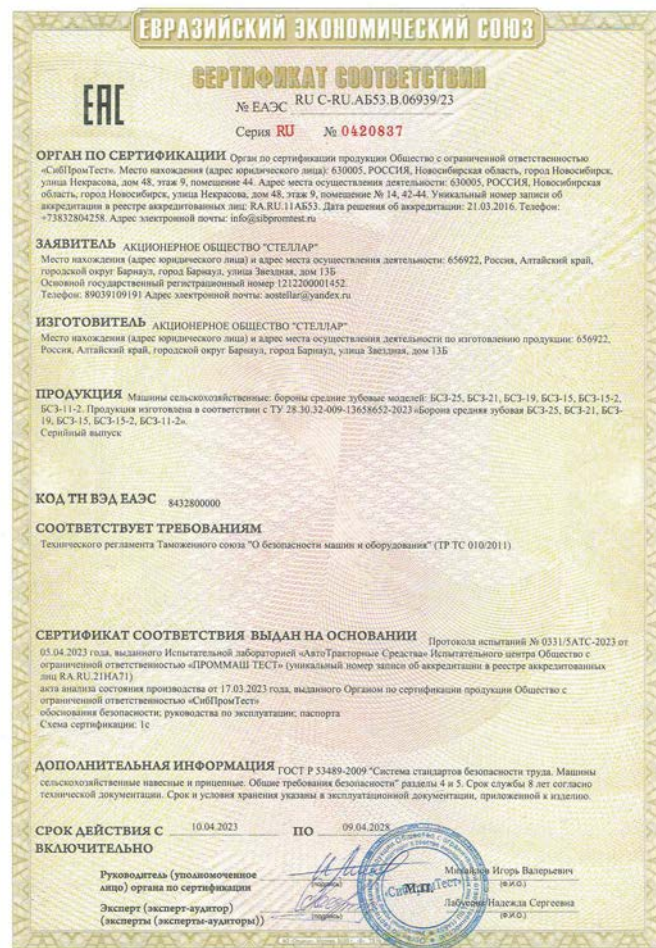 ЕВРАЗИЙСКИЙ ЭКОНОМИЧЕСКИЙ СОЮЗ
СЕРТИФИКАТ СООТВЕТСТВИЯ
EAC
№ ЕАЭС RU C-RU.АБ53.В.06939/23
Серия RU № 0420837
ОРГАН ПО СЕРТИФИКАЦИИ Орган по сертификации продукции Общество с ограниченной ответственностью
«СибПромТест». Место нахождения (адрес юридического лица): 630005, РОССИЯ, Новосибирская область, город Новосибирск,
улица Некрасова, дом 48, этаж 9, помещение 44. Адрес места осуществления деятельности: 630005, РОССИЯ, Новосибирская
область, город Новосибирск, улица Некрасова, дом 48, этаж 9, помещение № 14, 42-44. Уникальный номер записи об
аккредитации в реестре аккредитованных лиц: RA.RU.11АБ53. Дата решения об аккредитации: 21.03.2016. Телефон:
+73832804258. Адрес электронной почты: info@sibpromtest.ru
ЗАЯВИТЕЛЬ АКЦИОНЕРНОЕ ОБЩЕСТВО "СТЕЛЛАР"
Место нахождения (адрес юридического лица) и адрес места осуществления деятельности: 656922, Россия, Алтайский край,
городской округ Барнаул, город Барнаул, улица Звездная, дом 13Б
Основной государственный регистрационный номер 1212200001452.
Телефон: 89039109191 Адрес электронной почты: aostellar@yandex.ru
ИЗГОТОВИТЕЛЬ АКЦИОНЕРНОЕ ОБЩЕСТВО "СТЕЛЛАР"
Место нахождения (адрес юридического лица) и адрес места осуществления деятельности по изготовлению продукции: 656922,
Россия, Алтайский край, городской округ Барнаул, город Барнаул, улица Звездная, дом 13Б
ПРОДУКЦИЯ Машины сельскохозяйственные: бороны средние зубовые моделей: БСЗ-25, БСЗ-21, БСЗ-19, БСЗ-15, БСЗ-15-2,
БСЗ-11-2. Продукция изготовлена в соответствии с ТУ 28.30.32-009-13658652-2023 «Борона средняя зубовая БСЗ-25, БСЗ-21, БСЗ-
19, БСЗ-15, БСЗ-15-2, БСЗ-11-2».
Серийный выпуск
КОД ТН ВЭД ЕАЭС 8432800000
СООТВЕТСТВУЕТ ТРЕБОВАНИЯМ
Технического регламента Таможенного союза "О безопасности машин и оборудования" (ТР ТС 010/2011)
СЕРТИФИКАТ СООТВЕТСТВИЯ ВЫДАН НА ОСНОВАНИИ Протокола испытаний № 0331/5АТС-2023 от
05.04.2023 года, выданного Испытательной лабораторией «АвтоТракторные Средства» Испытательного центра Общество с
ограниченной ответственностью «ПРОММАШ ТЕСТ» (уникальный номер записи об аккредитации в реестре аккредитованных
лиц RA.RU.21НА71)
акта анализа состояния производства от 17.03.2023 года, выданного Органом по сертификации продукции Общество с
ограниченной ответственностью «СибПромТест»
обоснования безопасности; руководства по эксплуатации; паспорта
Схема сертификации: 1с
ДОПОЛНИТЕЛЬНАЯ ИНФОРМАЦИЯ ГОСТ Р 53489-2009 "Система стандартов безопасности труда. Машины
сельскохозяйственные навесные и прицепные. Общие требования безопасности" разделы 4 и 5. Срок службы 8 лет согласно
технической документации. Срок и условия хранения указаны в эксплуатационной документации, приложенной к изделию.
СРОК ДЕЙСТВИЯ С 10.04.2023 ПО 09.04.2028
ВКЛЮЧИТЕЛЬНО
Руководитель (уполномоченное
лицо) органа по сертификации
(подпись)
Михайлов Игорь Валерьевич
(Ф.И.О.)
М.П.
«СибПромТест»
Эксперт (эксперт-аудитор)
(эксперты (эксперты-аудиторы))
(подпись)
Лабусова Надежда Сергеевна
(Ф.И.О.)